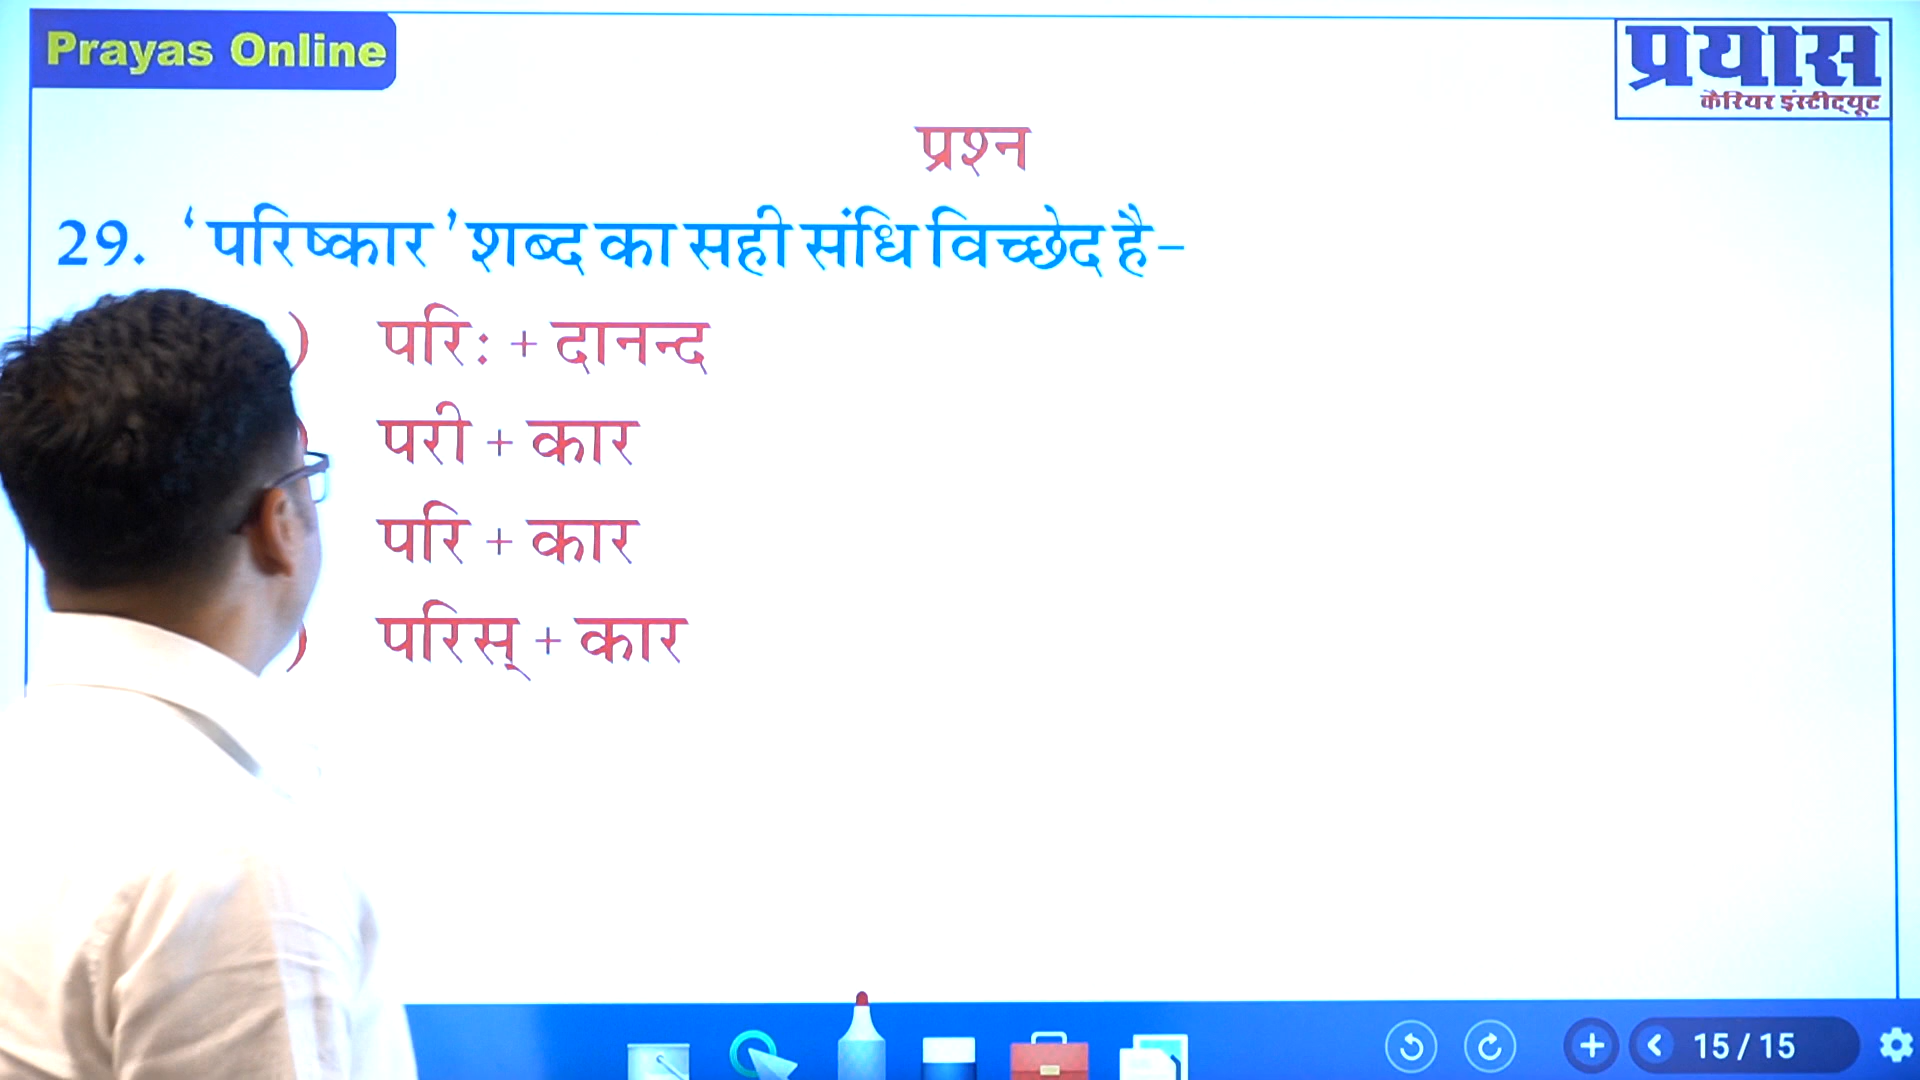 Prayas Online
प्रयास
कैरियर इंस्टीट्यूट
प्रश्न
29. ‘परिष्कार’ शब्द का सही संधि विच्छेद है-
) परिः + दानन्द
) परी + कार
परि + कार
) परिस् + कार
15 / 15